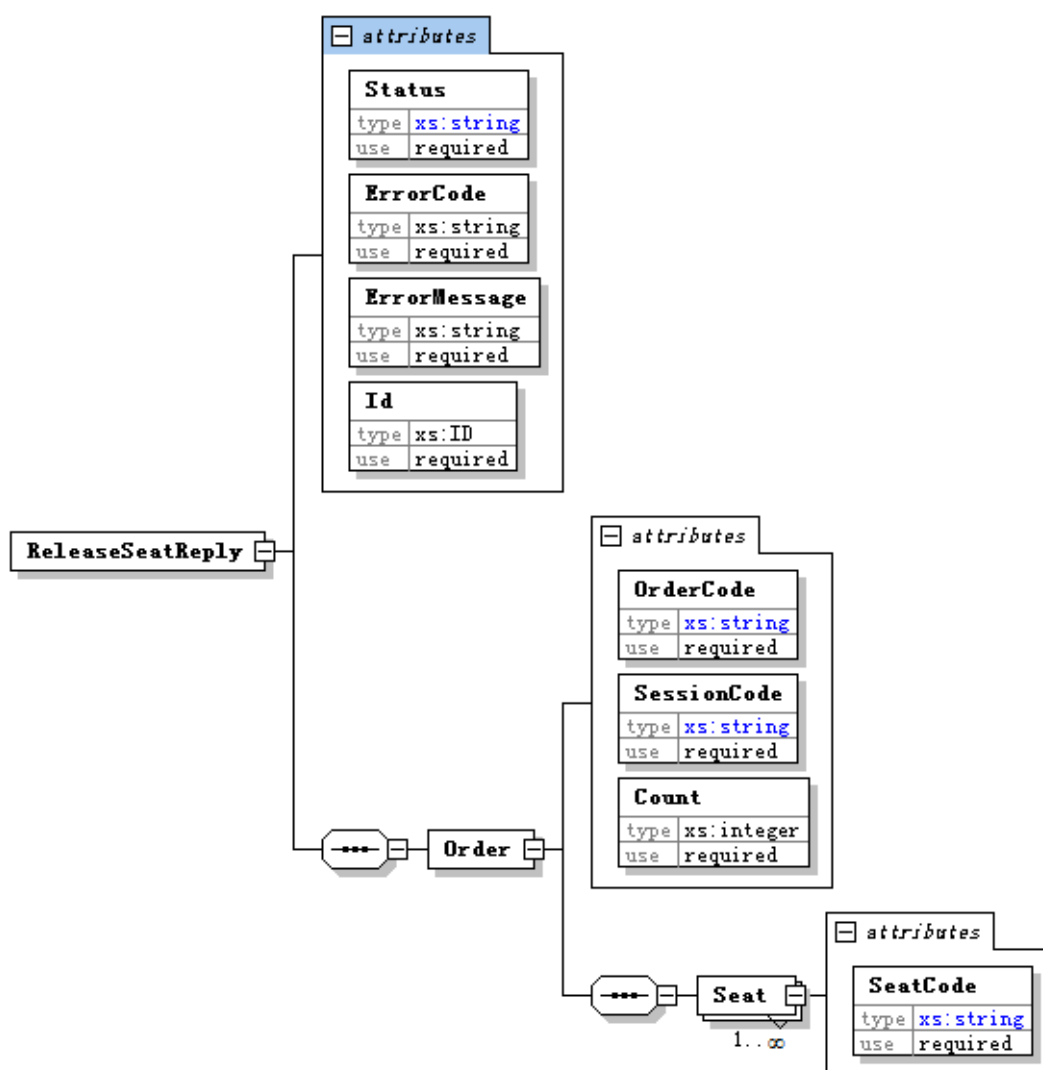 attributes
Status
type xs:string
use required
ErrorCode
type xs:string
use required
ErrorMessage
type xs:string
use required
Id
type xs:ID
use required
ReleaseSeatReply
attributes
OrderCode
type xs:string
use required
SessionCode
type xs:string
use required
Count
type xs:integer
use required
Order
attributes
SeatCode
type xs:string
use required
Seat
1..∞